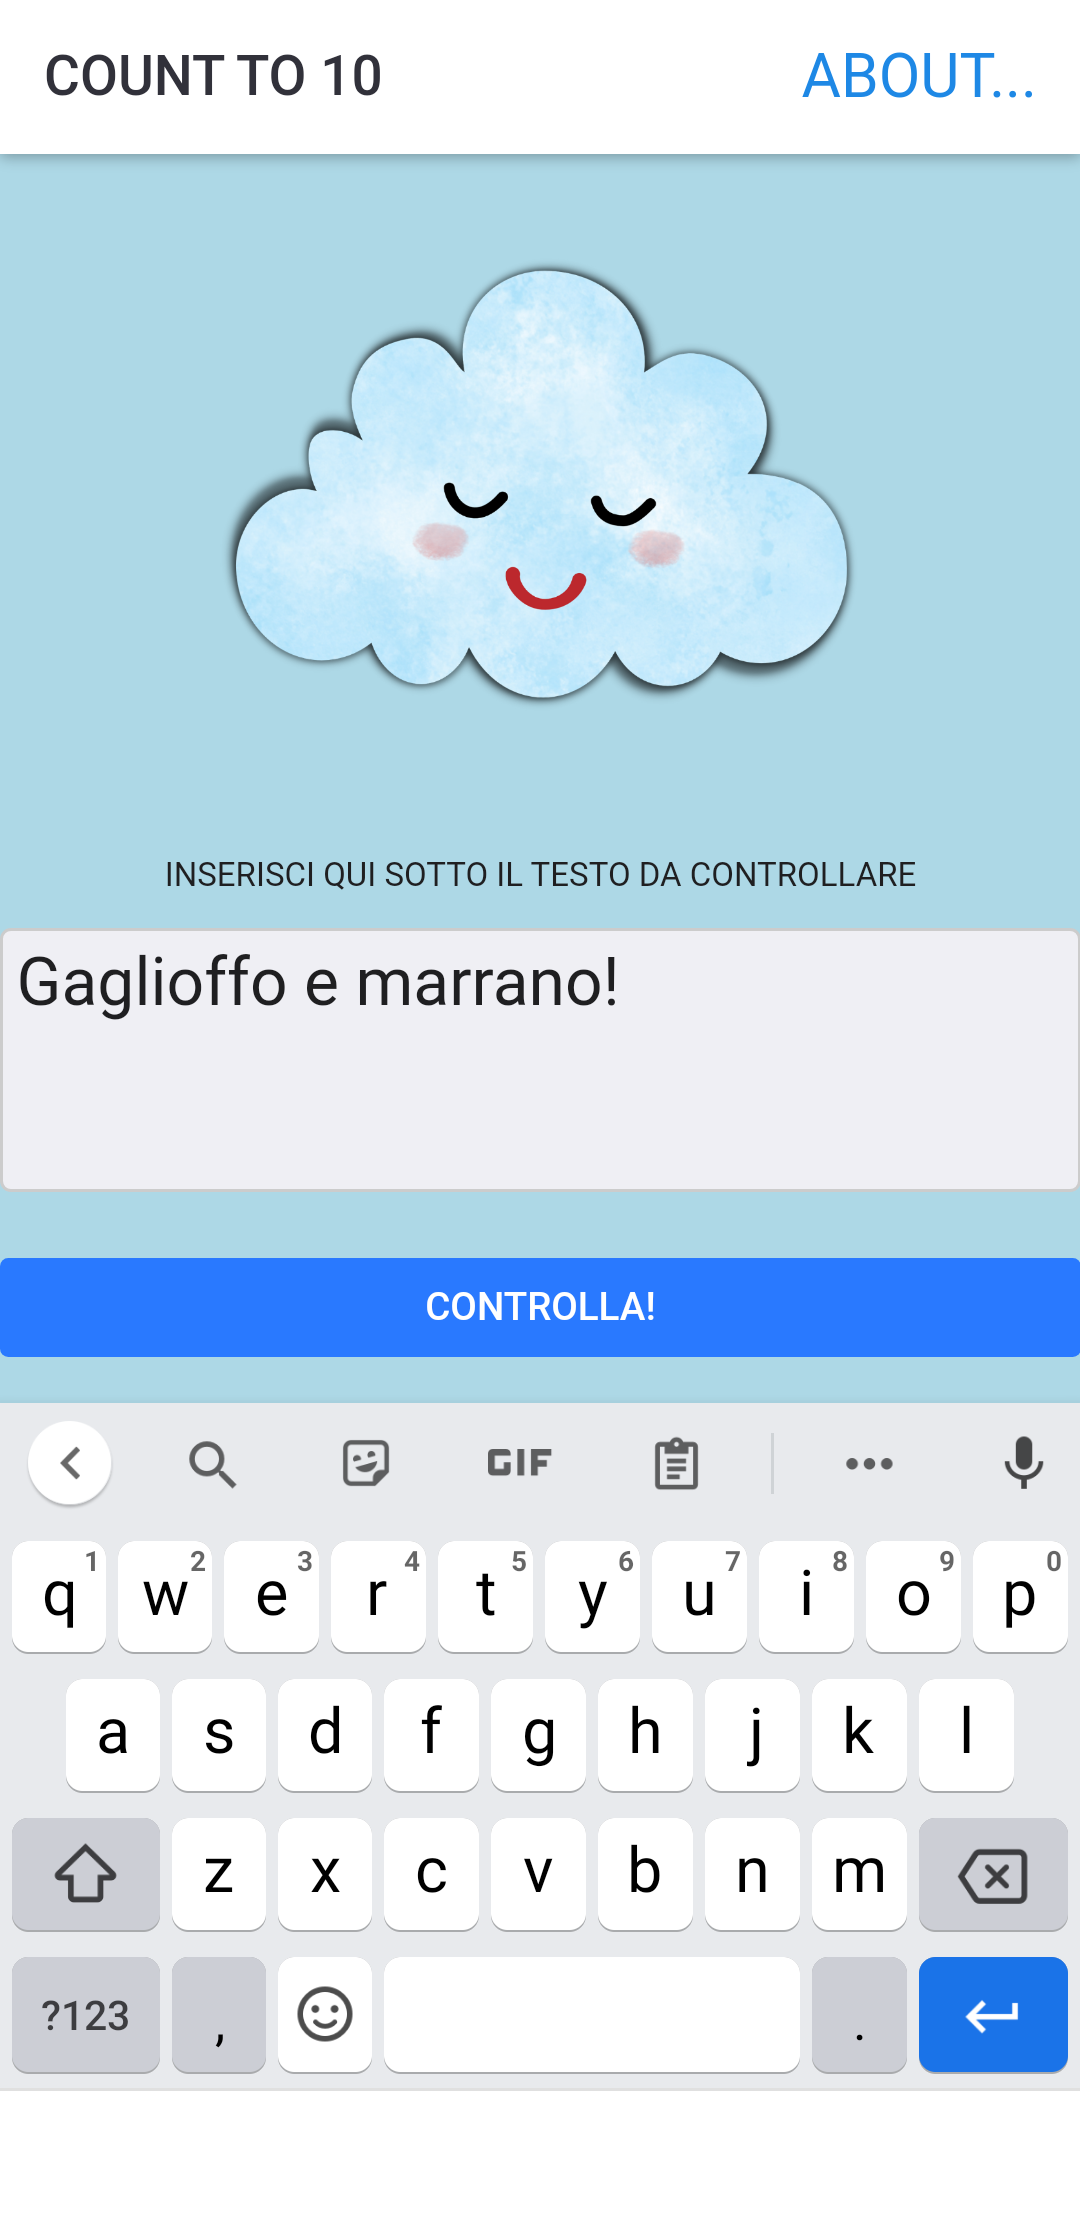 COUNT TO 10 ABOUT...
INSERISCI QUI SOTTO IL TESTO DA CONTROLLARE
Gaglioffo e marrano!
CONTROLLA!
GIF
q 1 w 2 e 3 r 4 t 5 y 6 u 7 i 8 o 9 p 0
a s d f g h j k l
z x c v b n m
?123 , .